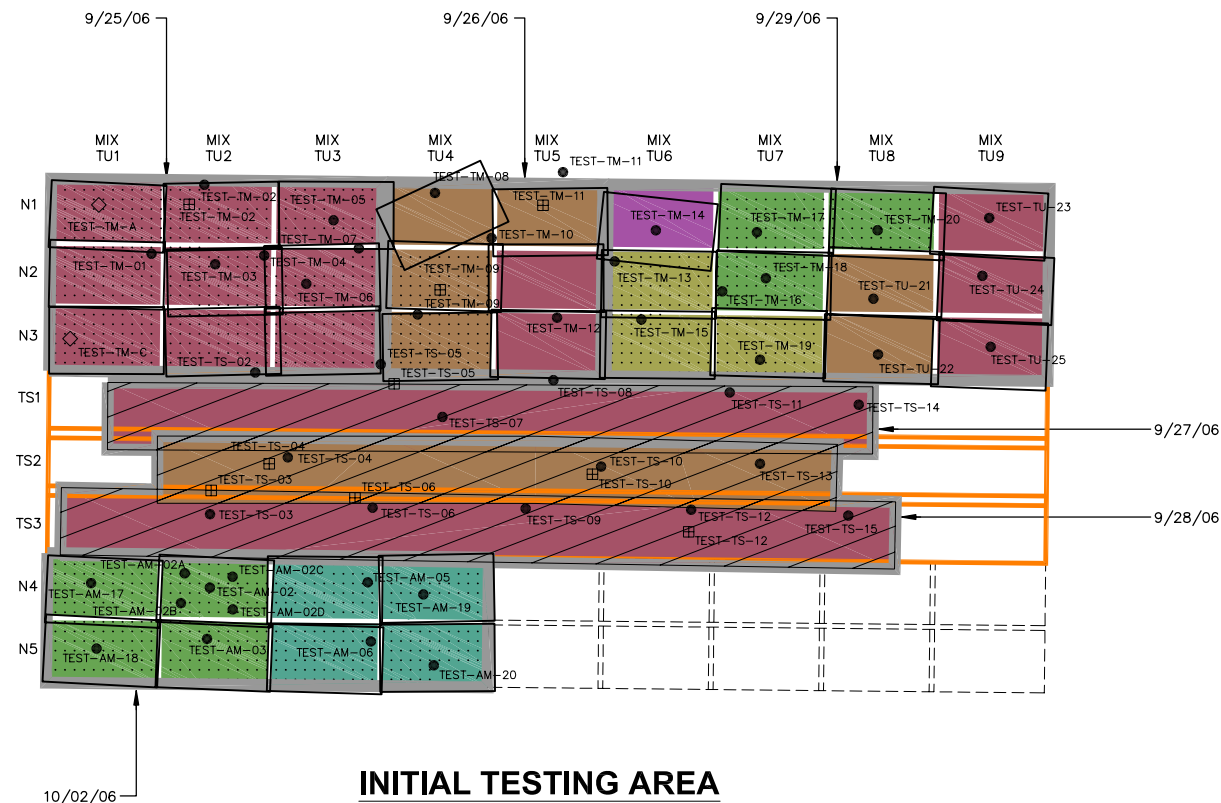 9/25/06
9/26/06
9/29/06
MIX TU1
MIX TU2
MIX TU3
MIX TU4
MIX TU5
MIX TU6
MIX TU7
MIX TU8
MIX TU9
TEST-TM-11
N1
TEST-TM-A
TEST-TM-02
TEST-TM-02
TEST-TM-05
TEST-TM-07
TEST-TM-08
TEST-TM-11
TEST-TM-10
TEST-TM-14
TEST-TM-17
TEST-TM-20
TEST-TU-23
N2
TEST-TM-01
TEST-TM-03
TEST-TM-04
TEST-TM-06
TEST-TM-09
TEST-TM-09
TEST-TM-13
TEST-TM-18
TEST-TM-16
TEST-TU-21
TEST-TU-24
N3
TEST-TM-C
TEST-TS-02
TEST-TS-05
TEST-TS-05
TEST-TM-12
TEST-TM-15
TEST-TM-19
TEST-TU-22
TEST-TU-25
TS1
TEST-TS-07
TEST-TS-08
TEST-TS-11
TEST-TS-14
9/27/06
TS2
TEST-TS-04
TEST-TS-04
TEST-TS-03
TEST-TS-06
TEST-TS-10
TEST-TS-10
TEST-TS-13
TS3
TEST-TS-03
TEST-TS-06
TEST-TS-09
TEST-TS-12
TEST-TS-12
TEST-TS-15
9/28/06
N4
TEST-AM-02A
TEST-AM-17
TEST-AM-02B
TEST-AM-02C
TEST-AM-02
TEST-AM-02D
TEST-AM-05
TEST-AM-19
N5
TEST-AM-18
TEST-AM-03
TEST-AM-06
TEST-AM-20
10/02/06
INITIAL TESTING AREA